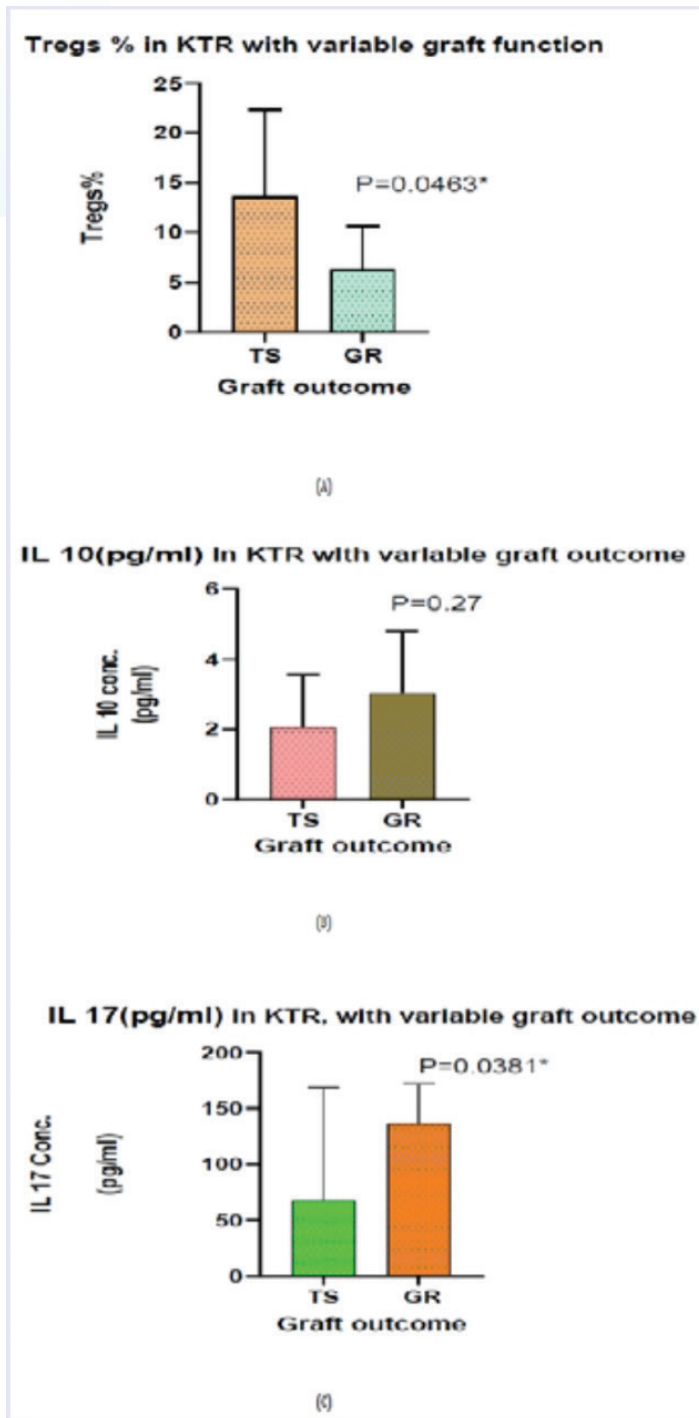 Tregs % in KTR with variable graft function
25
20
15
10
5
0
Tregs%
P=0.0463*
TS GR
Graft outcome
(A)
IL 10(pg/ml) In KTR with variable graft outcome
6
4
2
0
IL 10 conc.
(pg/ml)
P=0.27
TS GR
Graft outcome
(B)
IL 17(pg/ml) In KTR, with variable graft outcome
200
150
100
50
0
IL17 Conc.
(pg/ml)
P=0.0381*
TS GR
Graft outcome
(C)